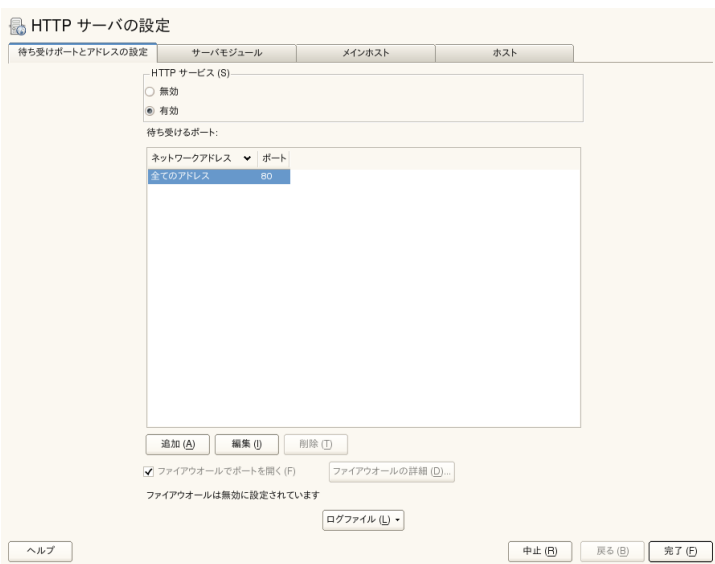 HTTP サーバの設定
待ち受けポートとアドレスの設定 サーバモジュール メインホスト ホスト
HTTP サービス (S)
無効
有効
待ち受けるポート:
ネットワークアドレス ポート
全てのアドレス 80
追加 (A) 編集 (I) 削除 (T)
ファイアウオールでポートを開く (F) ファイアウオールの詳細 (D)...
ファイアウオールは無効に設定されています
ログファイル (L)
ヘルプ 中止 (R) 戻る (B) 完了 (F)